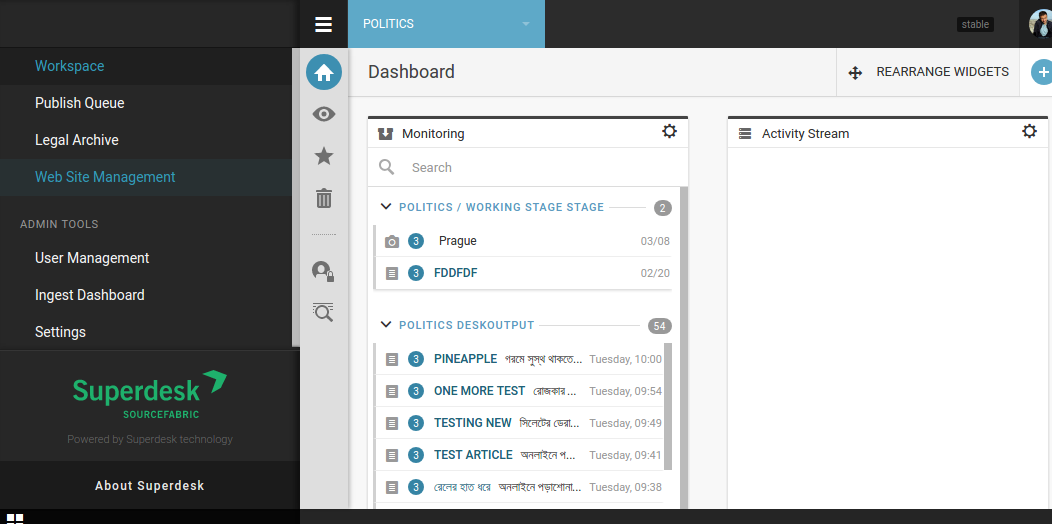 POLITICS
stable
Workspace
Publish Queue
Legal Archive
Web Site Management
ADMIN TOOLS
User Management
Ingest Dashboard
Settings
Superdesk
SOURCEFABRIC
Powered by Superdesk technology
About Superdesk
Dashboard
REARRANGE WIDGETS
Monitoring
Search
POLITICS / WORKING STAGE STAGE 2
3 Prague 03/08
3 FDDFDF 02/20
POLITICS DESKOUTPUT 54
3 PINEAPPLE গরমে সুস্থ থাকতে... Tuesday, 10:00
3 ONE MORE TEST রোজকার ... Tuesday, 09:54
3 TESTING NEW সিলেটের ভেরা... Tuesday, 09:49
3 TEST ARTICLE অনলাইনে প... Tuesday, 09:41
3 রেলের হাত ধরে অনলাইনে পড়াশোনা... Tuesday, 09:38
Activity Stream